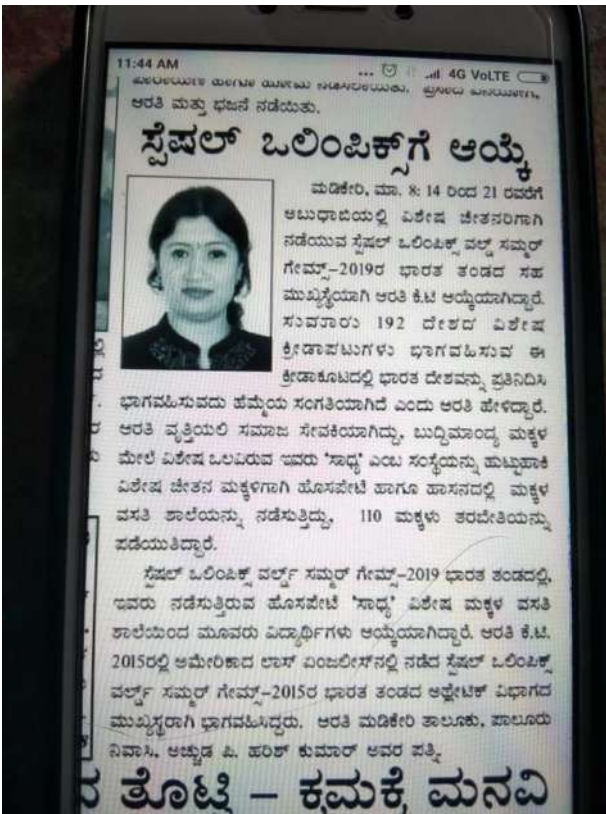 11:44 AM ... 4G VoLTE
ಆರತಿ ಮತ್ತು ಭಜನೆ ನಡೆಯಿತು.
ಸ್ಪೆಷಲ್ ಒಲಿಂಪಿಕ್ಸ್‌ಗೆ ಆಯ್ಕೆ
ಮಡಿಕೇರಿ, ಮಾ. 8: 14 ರಿಂದ 21 ರವರೆಗೆ
ಅಬುಧಾಬಿಯಲ್ಲಿ ವಿಶೇಷ ಚೇತನರಿಗಾಗಿ
ನಡೆಯುವ ಸ್ಪೆಷಲ್ ಒಲಿಂಪಿಕ್ಸ್ ವರ್ಲ್ಡ್ ಸಮ್ಮರ್
ಗೇಮ್ಸ್-2019ರ ಭಾರತ ತಂಡದ ಸಹ
ಮುಖ್ಯಸ್ಥೆಯಾಗಿ ಆರತಿ ಕೆ.ಟಿ ಆಯ್ಕೆಯಾಗಿದ್ದಾರೆ.
ಸುಮಾರು 192 ದೇಶದ ವಿಶೇಷ
ಕ್ರೀಡಾಪಟುಗಳು ಭಾಗವಹಿಸುವ ಈ
ಕ್ರೀಡಾಕೂಟದಲ್ಲಿ ಭಾರತ ದೇಶವನ್ನು ಪ್ರತಿನಿದಿಸಿ
ಭಾಗವಹಿಸುವದು ಹೆಮ್ಮೆಯ ಸಂಗತಿಯಾಗಿದೆ ಎಂದು ಆರತಿ ಹೇಳಿದ್ದಾರೆ.
ಆರತಿ ವೃತ್ತಿಯಲಿ ಸಮಾಜ ಸೇವಕಿಯಾಗಿದ್ದು, ಬುದ್ದಿಮಾಂದ್ಯ ಮಕ್ಕಳ
ಮೇಲೆ ವಿಶೇಷ ಒಲವಿರುವ ಇವರು 'ಸಾಧ್ಯ' ಎಂಬ ಸಂಸ್ಥೆಯನ್ನು ಹುಟ್ಟುಹಾಕಿ
ವಿಶೇಷ ಚೇತನ ಮಕ್ಕಳಿಗಾಗಿ ಹೊಸಪೇಟೆ ಹಾಗೂ ಹಾಸನದಲ್ಲಿ ಮಕ್ಕಳ
ವಸತಿ ಶಾಲೆಯನ್ನು ನಡೆಸುತ್ತಿದ್ದು, 110 ಮಕ್ಕಳು ತರಬೇತಿಯನ್ನು
ಪಡೆಯುತಿದ್ದಾರೆ.
ಸ್ಪೆಷಲ್ ಒಲಿಂಪಿಕ್ಸ್ ವರ್ಲ್ಡ್ ಸಮ್ಮರ್ ಗೇಮ್ಸ್-2019 ಭಾರತ ತಂಡದಲ್ಲಿ,
ಇವರು ನಡೆಸುತ್ತಿರುವ ಹೊಸಪೇಟೆ 'ಸಾಧ್ಯ' ವಿಶೇಷ ಮಕ್ಕಳ ವಸತಿ
ಶಾಲೆಯಿಂದ ಮೂವರು ವಿದ್ಯಾರ್ಥಿಗಳು ಆಯ್ಕೆಯಾಗಿದ್ದಾರೆ. ಆರತಿ ಕೆ.ಟಿ.
2015ರಲ್ಲಿ ಅಮೇರಿಕಾದ ಲಾಸ್ ಏಂಜಲೀಸ್‌ನಲ್ಲಿ ನಡೆದ ಸ್ಪೆಷಲ್ ಒಲಿಂಪಿಕ್ಸ್
ವರ್ಲ್ಡ್ ಸಮ್ಮರ್ ಗೇಮ್ಸ್-2015ರ ಭಾರತ ತಂಡದ ಅಥ್ಲೇಟಿಕ್ ವಿಭಾಗದ
ಮುಖ್ಯಸ್ಥರಾಗಿ ಭಾಗವಹಿಸಿದ್ದರು. ಆರತಿ ಮಡಿಕೇರಿ ತಾಲೂಕು, ಪಾಲೂರು
ನಿವಾಸಿ, ಅಚ್ಚುಡ ಪಿ. ಹರಿಶ್ ಕುಮಾರ್ ಅವರ ಪತ್ನಿ.
ತೊಟ್ಟಿ – ಕ್ರಮಕ್ಕೆ ಮನವಿ